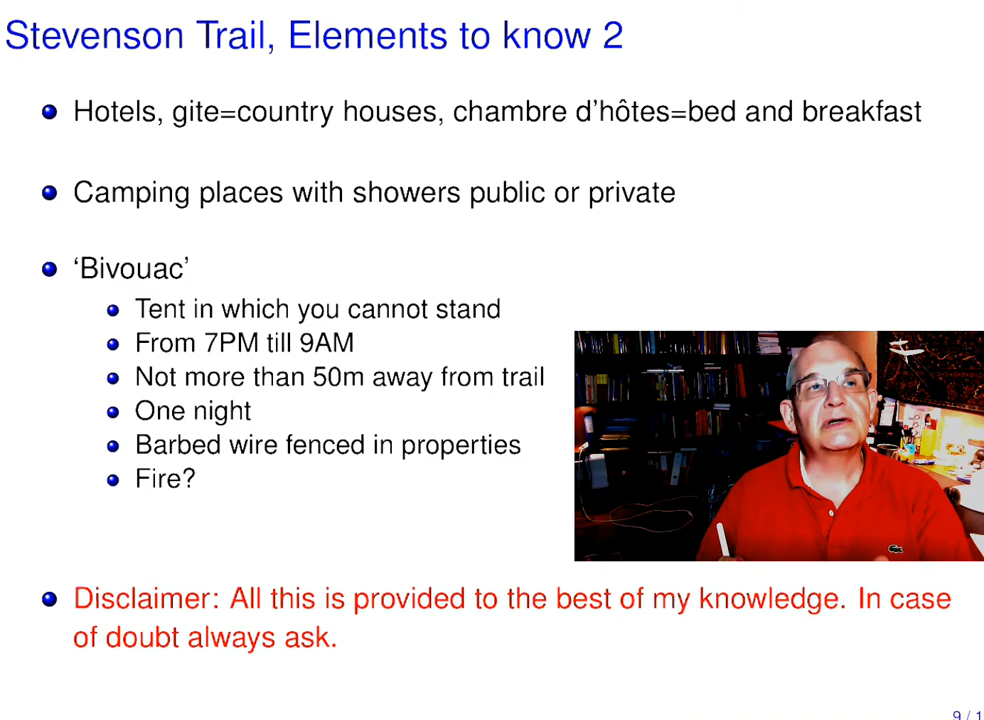 Stevenson Trail, Elements to know 2
Hotels, gite=country houses, chambre d'hôtes=bed and breakfast
Camping places with showers public or private
‘Bivouac’
Tent in which you cannot stand
From 7PM till 9AM
Not more than 50m away from trail
One night
Barbed wire fenced in properties
Fire?
Disclaimer: All this is provided to the best of my knowledge. In case
of doubt always ask.
9 / 1